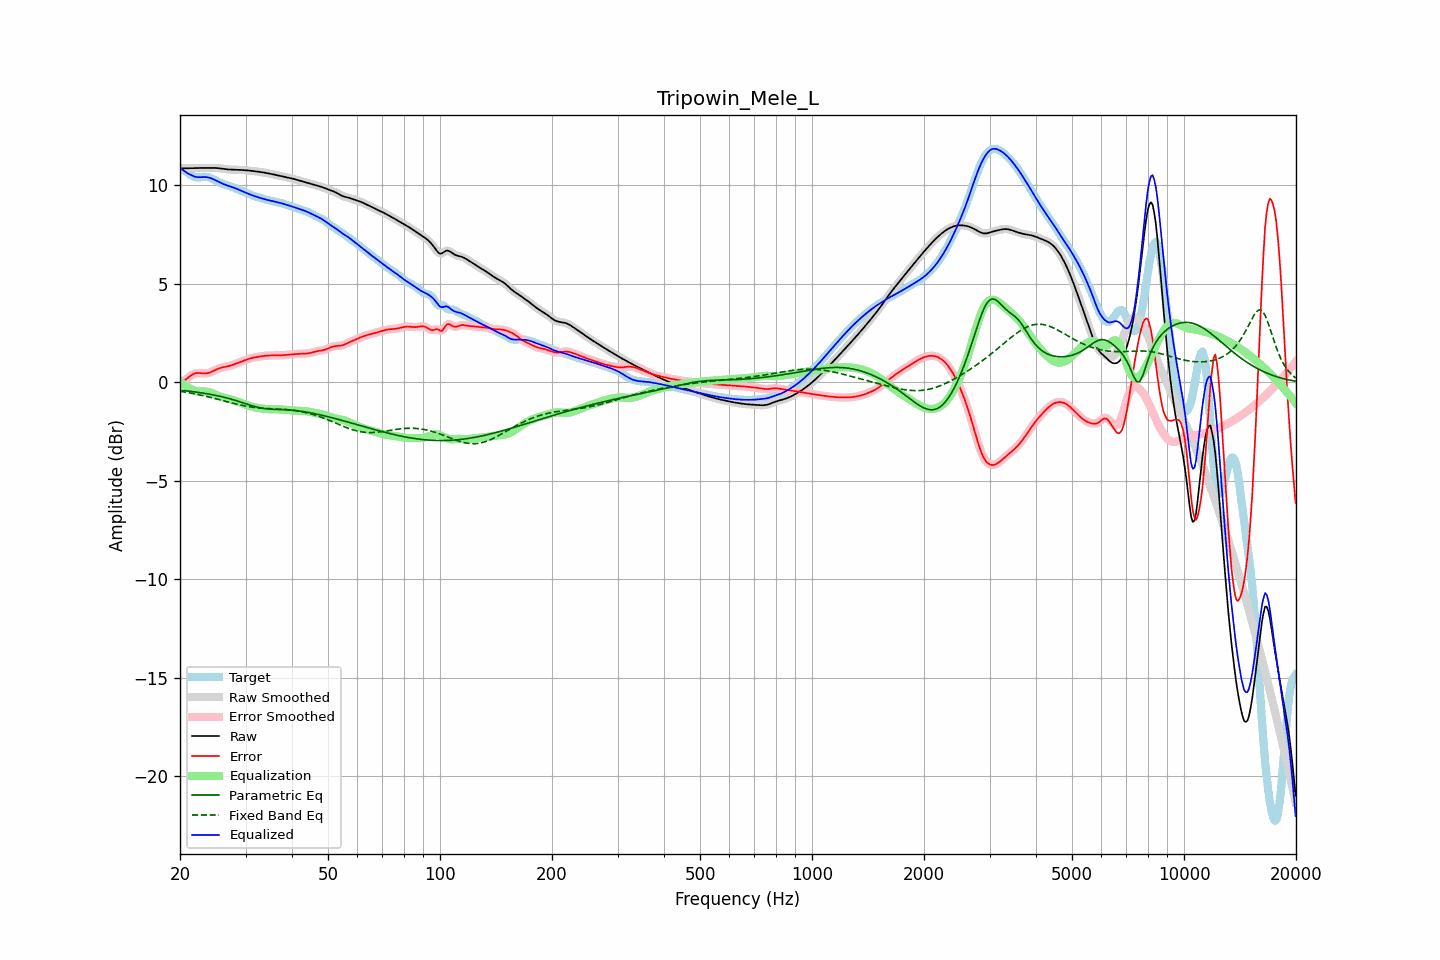 Tripowin_Mele_L
Amplitude (dBr)
10
5
0
−5
−10
−15
−20
Target
Raw Smoothed
Error Smoothed
Raw
Error
Equalization
Parametric Eq
Fixed Band Eq
Equalized
20 50 100 200 500 1000 2000 5000 10000 20000
Frequency (Hz)